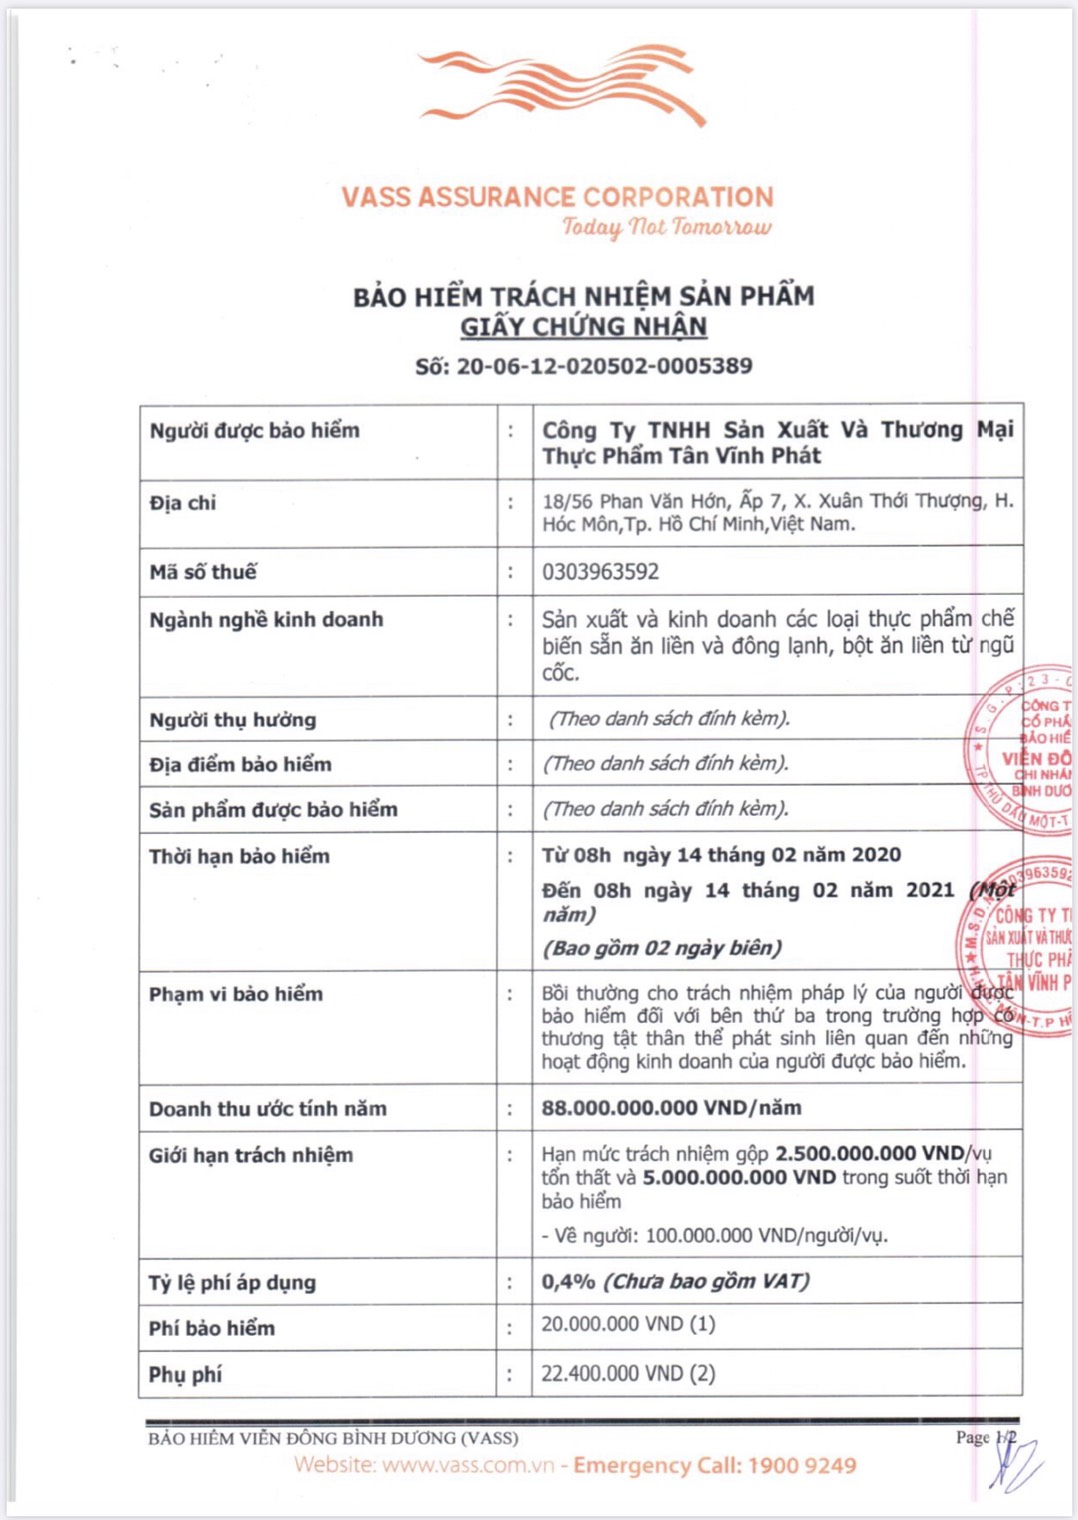 VASS ASSURANCE CORPORATION
Today Not Tomorrow
BẢO HIỂM TRÁCH NHIỆM SẢN PHẨM
GIẤY CHỨNG NHẬN
Số: 20-06-12-020502-0005389
Người được bảo hiểm : Công Ty TNHH Sản Xuất Và Thương Mại
Thực Phẩm Tân Vĩnh Phát
Địa chỉ : 18/56 Phan Văn Hớn, Ấp 7, X. Xuân Thới Thượng, H.
Hóc Môn,Tp. Hồ Chí Minh,Việt Nam.
Mã số thuế : 0303963592
Ngành nghề kinh doanh : Sản xuất và kinh doanh các loại thực phẩm chế
biến sẵn ăn liền và đông lạnh, bột ăn liền từ ngũ
cốc.
Người thụ hưởng : (Theo danh sách đính kèm).
Địa điểm bảo hiểm : (Theo danh sách đính kèm).
Sản phẩm được bảo hiểm : (Theo danh sách đính kèm).
Thời hạn bảo hiểm : Từ 08h ngày 14 tháng 02 năm 2020
Đến 08h ngày 14 tháng 02 năm 2021 (Một
năm)
(Bao gồm 02 ngày biên)
Phạm vi bảo hiểm : Bồi thường cho trách nhiệm pháp lý của người được
bảo hiểm đối với bên thứ ba trong trường hợp có
thương tật thân thể phát sinh liên quan đến những
hoạt động kinh doanh của người được bảo hiểm.
Doanh thu ước tính năm : 88.000.000.000 VND/năm
Giới hạn trách nhiệm : Hạn mức trách nhiệm gộp 2.500.000.000 VND/vụ
tổn thất và 5.000.000.000 VND trong suốt thời hạn
bảo hiểm
- Về người: 100.000.000 VND/người/vụ.
Tỷ lệ phí áp dụng : 0,4% (Chưa bao gồm VAT)
Phí bảo hiểm : 20.000.000 VND (1)
Phụ phí : 22.400.000 VND (2)
S.G.P:23-
CÔNG T
CỔ PHẦ
BẢO HIỂ
VIỄN ĐÔ
CHI NHÁN
BÌNH DƯƠ
TP.THỦ DẦU MỘT-T.
M.S.D.N:0303963592
CÔNG TY T
SẢN XUẤT VÀ THƯƠ
THỰC PHẨ
TÂN VĨNH P
H.HÓC MÔN-T.P H
BẢO HIỂM VIỄN ĐÔNG BÌNH DƯƠNG (VASS) Page 1/2
Website: www.vass.com.vn - Emergency Call: 1900 9249